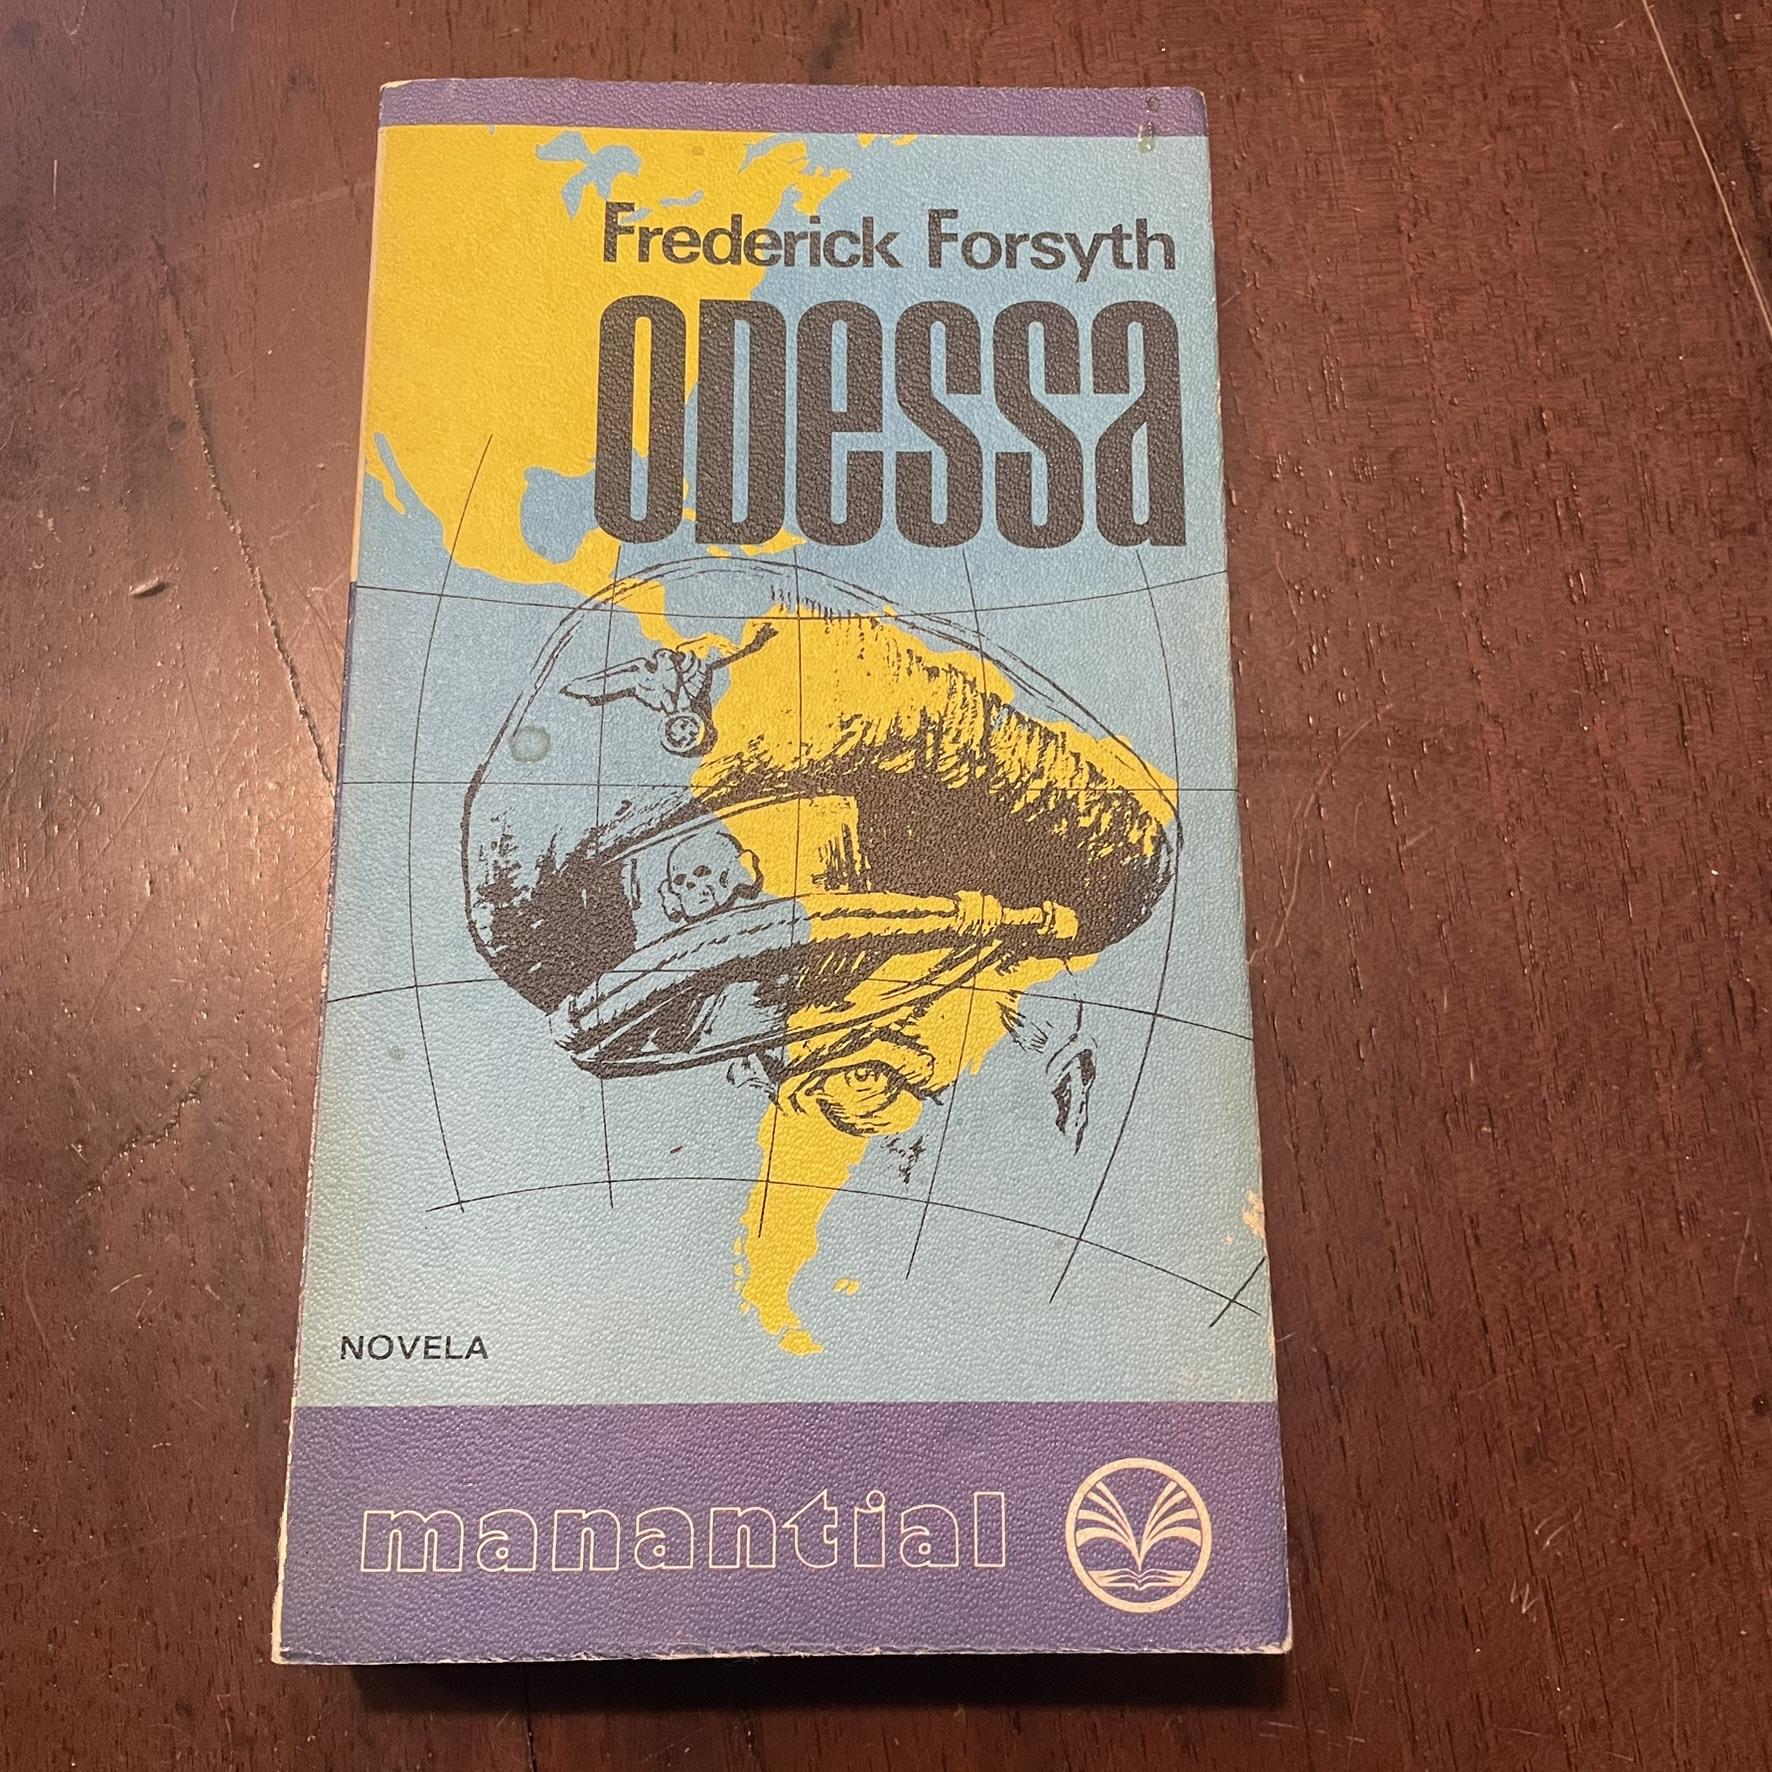 Frederick Forsyth
ODESSA
NOVELA
manantial